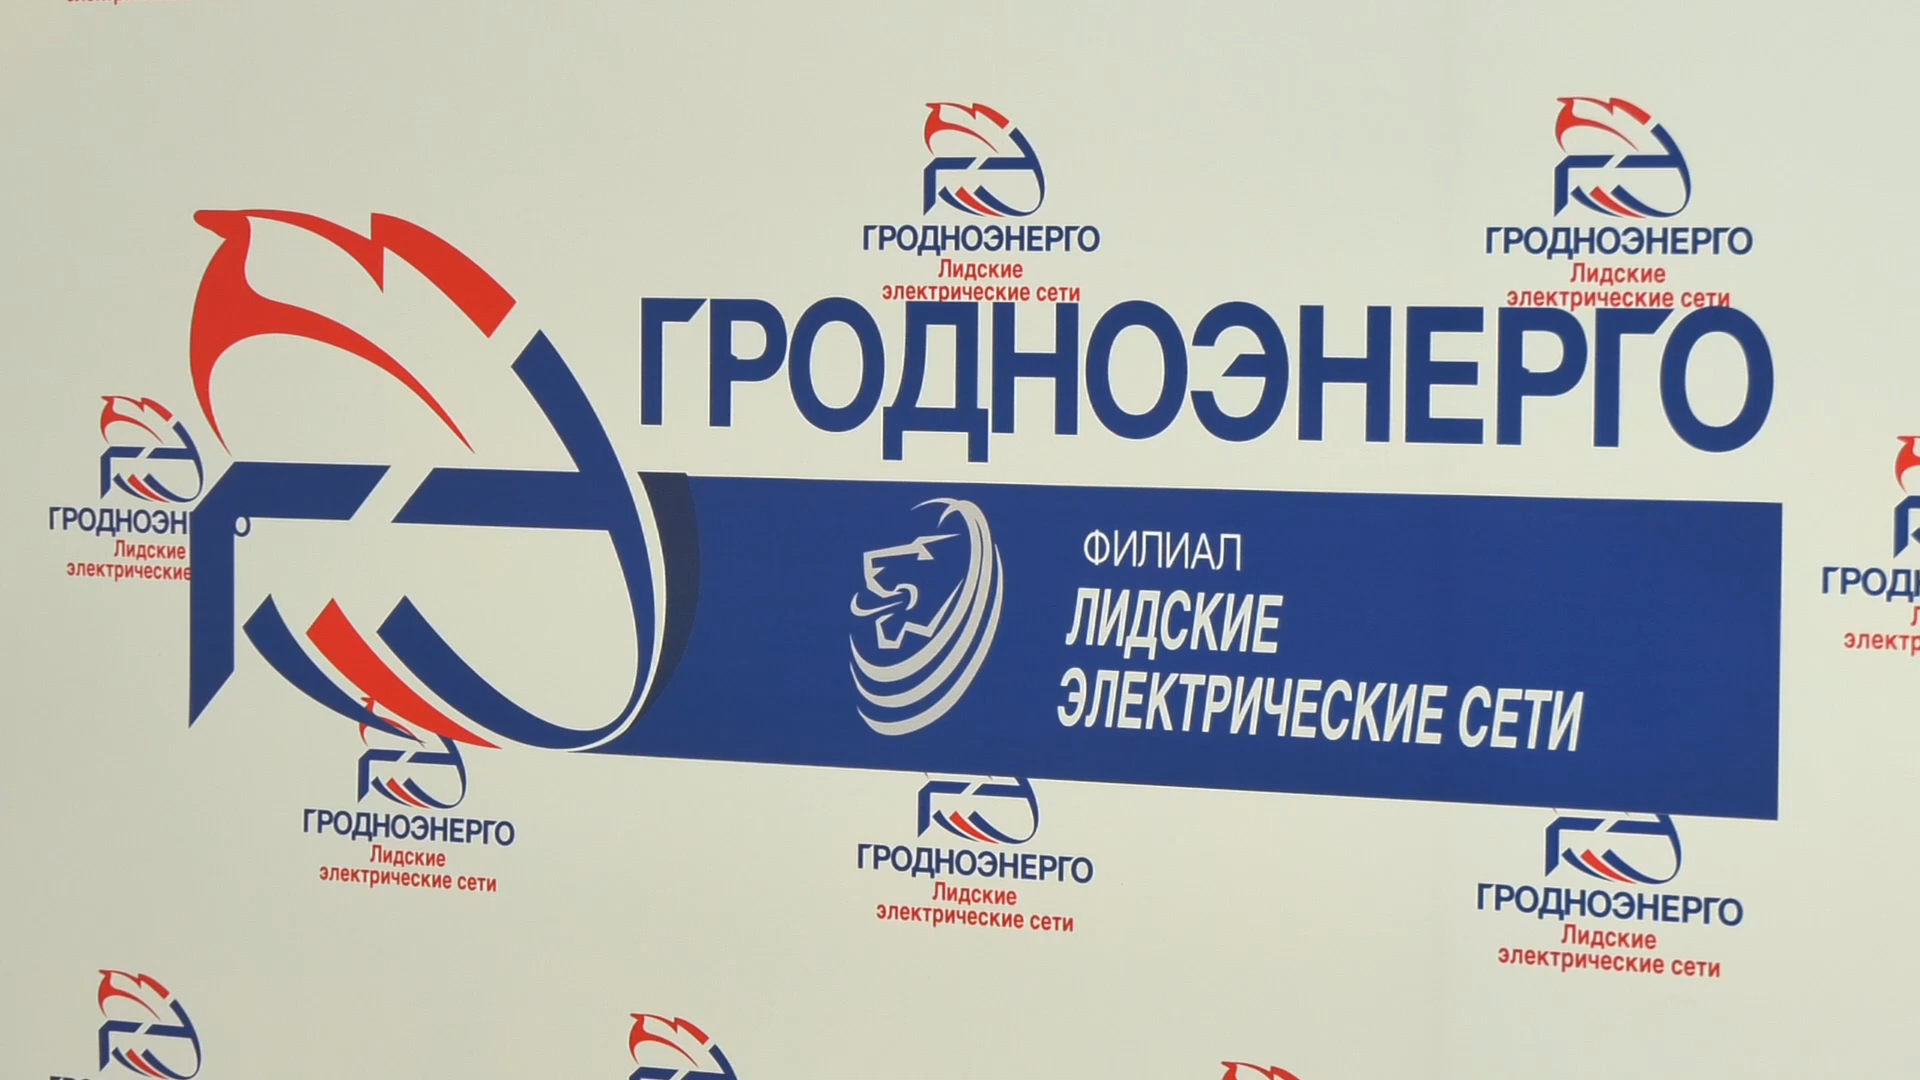 ГРОДНОЭНЕРГО
Лидские
электрические сети
ГРОДНОЭНЕРГО
Лидские
электрические сети
ГРОДНОЭНЕРГО
ФИЛИАЛ
ЛИДСКИЕ
ЭЛЕКТРИЧЕСКИЕ СЕТИ
Лидские
электрические
ГРОДНОЭНЕРГО
Лидские
электрические сети
ГРОДНОЭНЕРГО
Лидские
электрические сети
ГРОДНОЭНЕРГО
Лидские
электрические сети